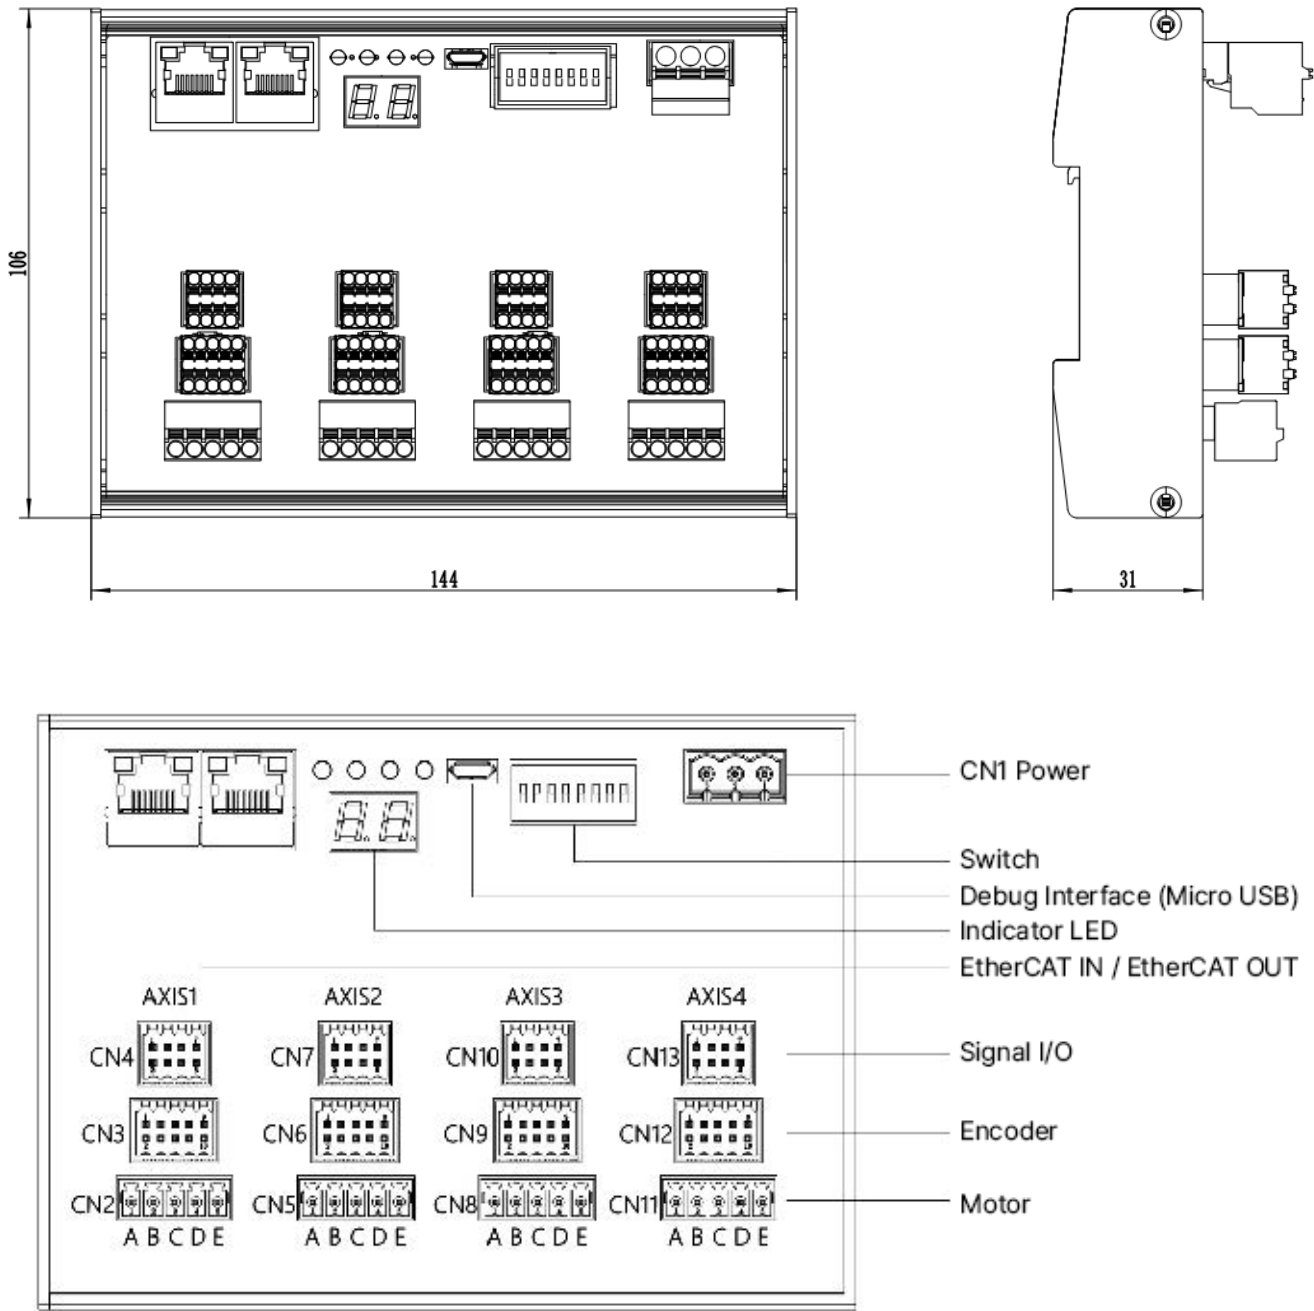 106
144
31
CN1 Power
Switch
Debug Interface (Micro USB)
Indicator LED
EtherCAT IN / EtherCAT OUT
AXIS1 AXIS2 AXIS3 AXIS4
CN4 CN7 CN10 CN13 Signal I/O
CN3 CN6 CN9 CN12 Encoder
CN2 CN5 CN8 CN11 Motor
A B C D E A B C D E A B C D E A B C D E